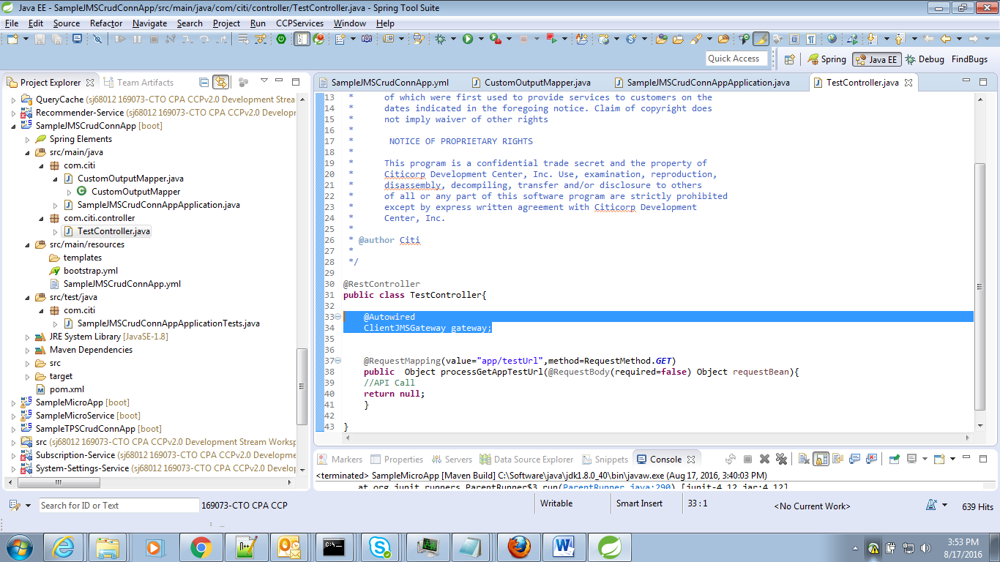 Java EE - SampleJMSCrudConnApp/src/main/java/com/citi/controller/TestController.java - Spring Tool Suite
File Edit Source Refactor Navigate Search Project Run CCPServices Window Help
Quick Access Spring Java EE Debug FindBugs
Project Explorer Team Artifacts
QueryCache (sj68012 169073-CTO CPA CCPv2.0 Development Strea
Recommender-Service (sj68012 169073-CTO CPA CCPv2.0 Develop
SampleJMSCrudConnApp [boot]
Spring Elements
src/main/java
com.citi
CustomOutputMapper.java
CustomOutputMapper
SampleJMSCrudConnAppApplication.java
com.citi.controller
TestController.java
src/main/resources
templates
bootstrap.yml
SampleJMSCrudConnApp.yml
src/test/java
com.citi
SampleJMSCrudConnAppApplicationTests.java
JRE System Library [JavaSE-1.8]
Maven Dependencies
src
target
pom.xml
SampleMicroApp [boot]
SampleMicroService [boot]
SampleTPSCrudConnApp [boot]
src (sj68012 169073-CTO CPA CCPv2.0 Development Stream Worksp
Subscription-Service (sj68012 169073-CTO CPA CCPv2.0 Developme
System-Settings-Service (sj68012 169073-CTO CPA CCPv2.0 Develop
SampleJMSCrudConnApp.yml CustomOutputMapper.java SampleJMSCrudConnAppApplication.java TestController.java
13 * of which were first used to provide services to customers on the
14 * dates indicated in the foregoing notice. Claim of copyright does
15 * not imply waiver of other rights
16 *
17 * NOTICE OF PROPRIETARY RIGHTS
18 *
19 * This program is a confidential trade secret and the property of
20 * Citicorp Development Center, Inc. Use, examination, reproduction,
21 * disassembly, decompiling, transfer and/or disclosure to others
22 * of all or any part of this software program are strictly prohibited
23 * except by express written agreement with Citicorp Development
24 * Center, Inc.
25 *
26 * @author Citi
27 *
28 */
29
30 @RestController
31 public class TestController{
32
33 @Autowired
34 ClientJMSGateway gateway;
35
36
37 @RequestMapping(value="app/testUrl",method=RequestMethod.GET)
38 public Object processGetAppTestUrl(@RequestBody(required=false) Object requestBean){
39 //API Call
40 return null;
41 }
42
43 }
Markers Properties Servers Data Source Explorer Snippets Console
<terminated> SampleMicroApp [Maven Build] C:\Software\java\jdk1.8.0_40\bin\javaw.exe (Aug 17, 2016, 3:40:03 PM)
at org.junit.runners.ParentRunner$3.run(ParentRunner.java:290) [junit-4.12.jar:4.12]
Search for ID or Text 169073-CTO CPA CCP Writable Smart Insert 33 : 1 <No Current Work> 639 Hits
3:53 PM
8/17/2016